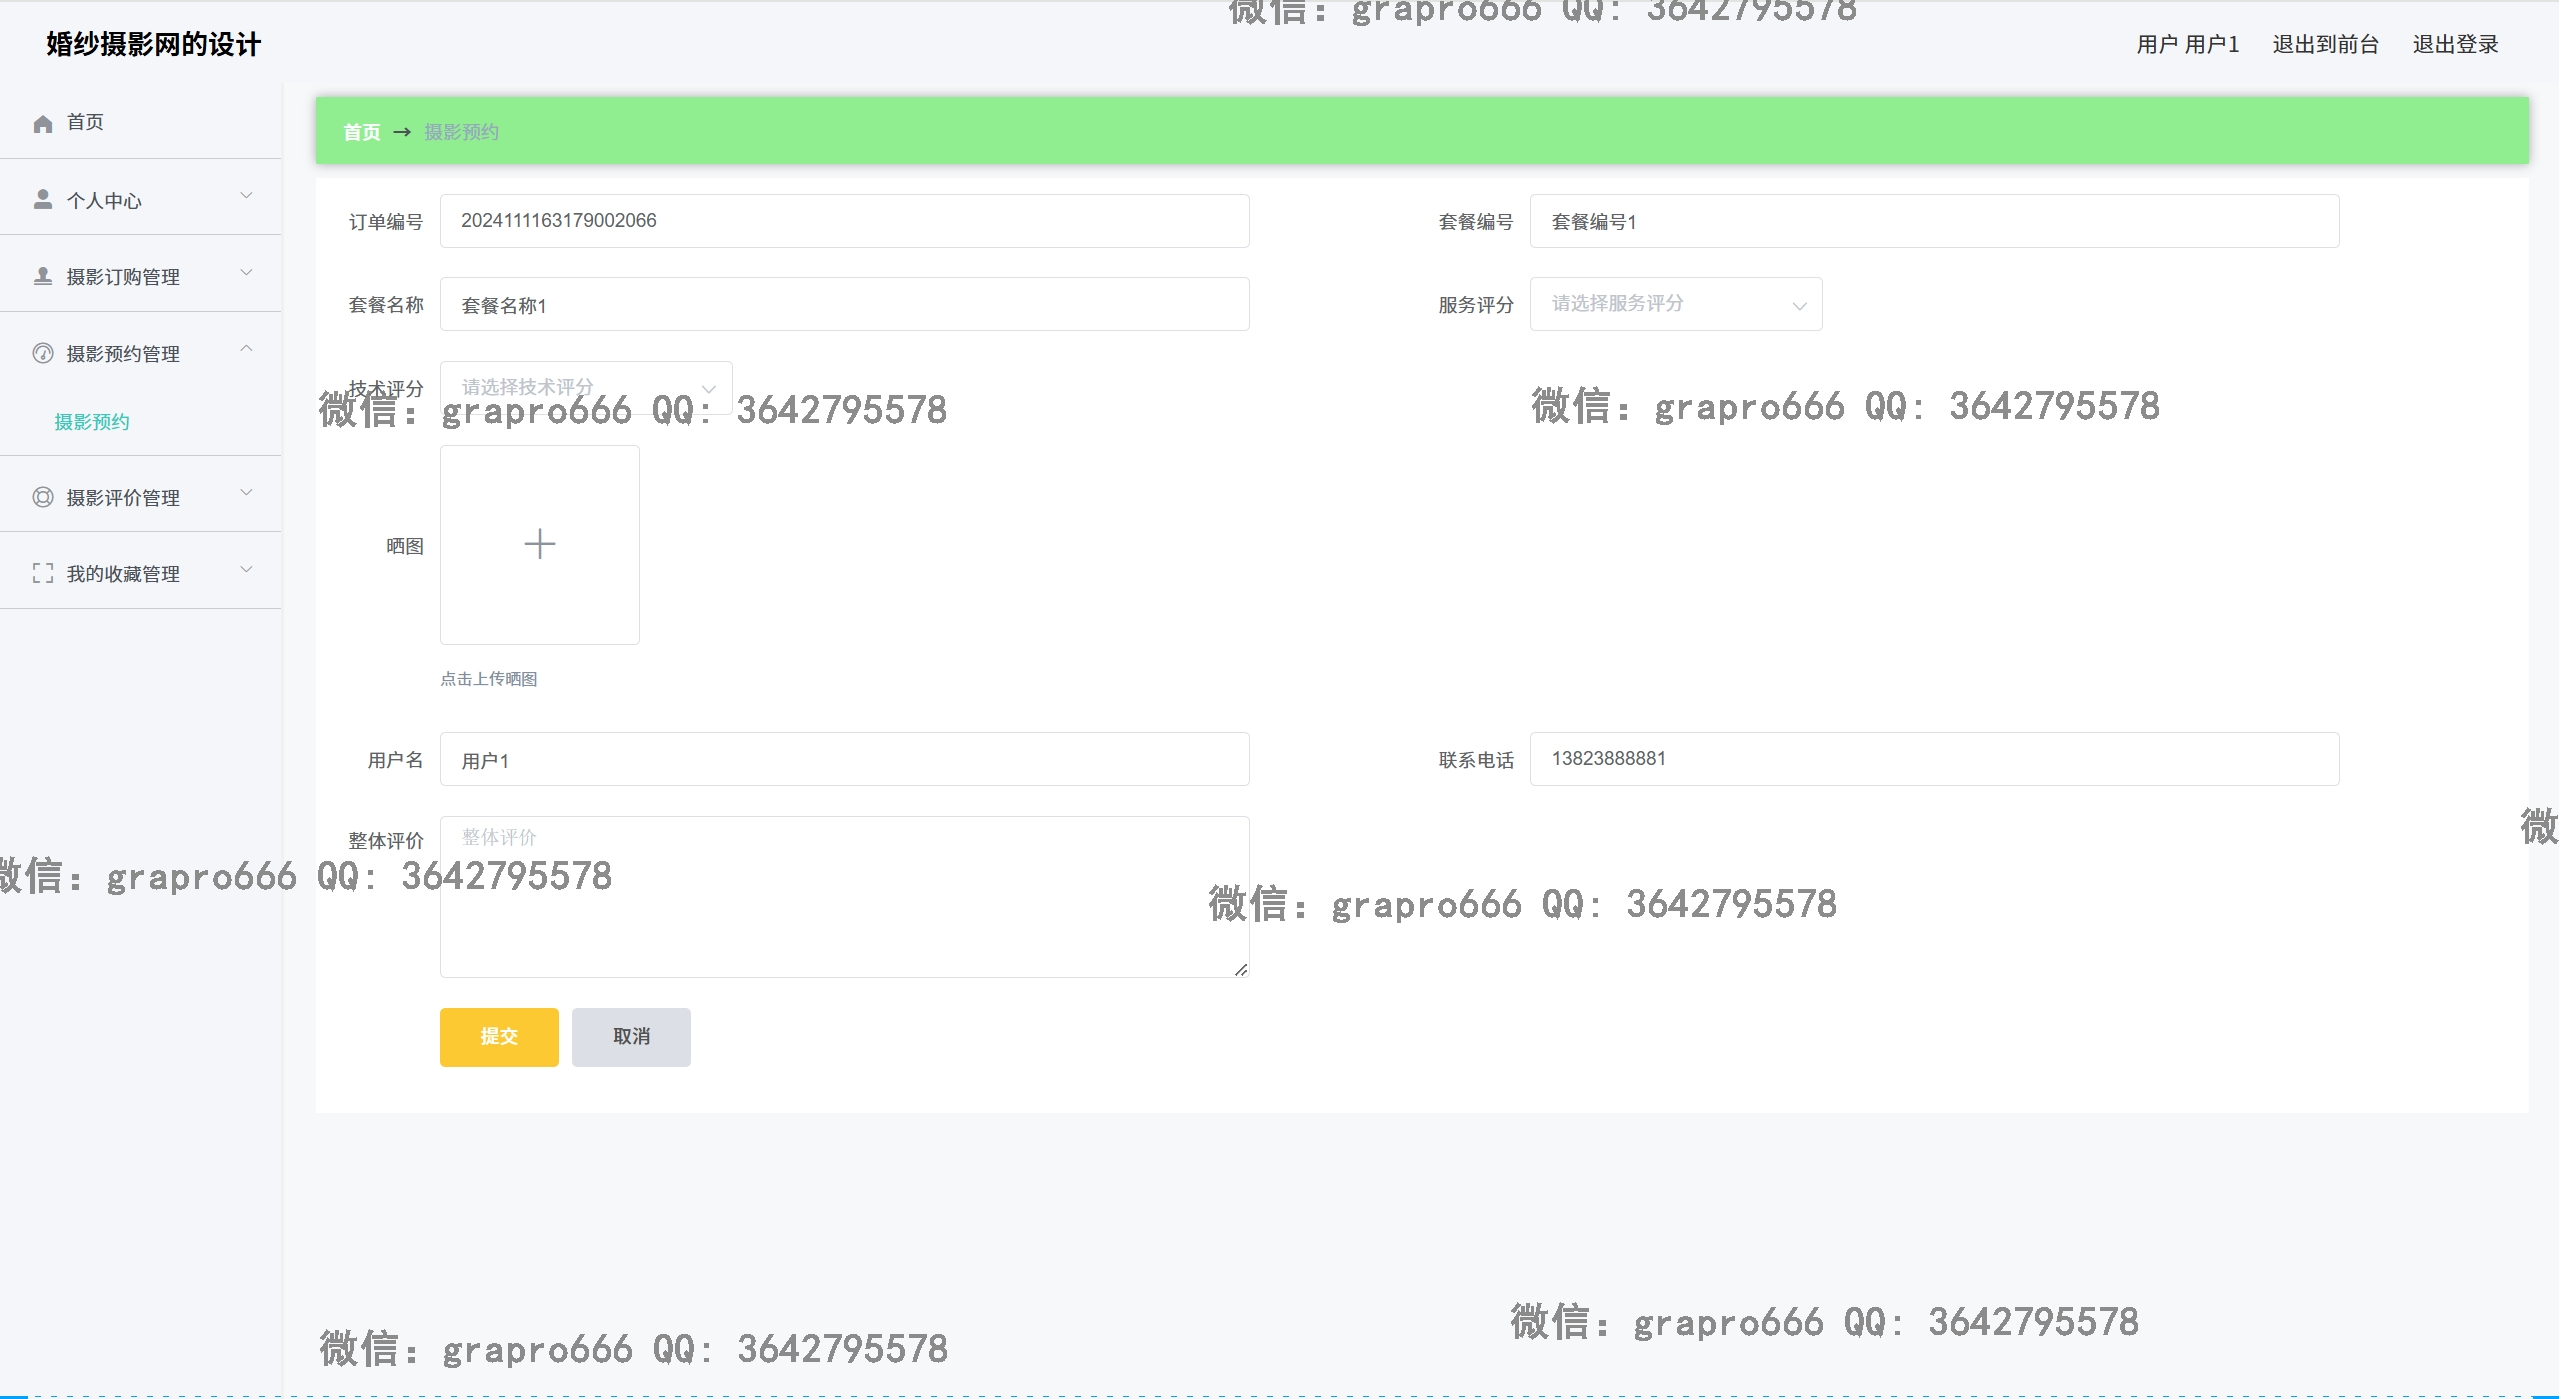 微信: grapro666 QQ: 3642795578
婚纱摄影网的设计
用户 用户1 退出到前台 退出登录
首页
个人中心
摄影订购管理
摄影预约管理
摄影预约
摄影评价管理
我的收藏管理
首页 → 摄影预约
订单编号 2024111163179002066 套餐编号 套餐编号1
套餐名称 套餐名称1 服务评分 请选择服务评分
技术评分 请选择技术评分
微信: grapro666 QQ: 3642795578 微信: grapro666 QQ: 3642795578
晒图
点击上传晒图
用户名 用户1 联系电话 13823888881
微
整体评价 整体评价
微信: grapro666 QQ: 3642795578 微信: grapro666 QQ: 3642795578
提交 取消
微信: grapro666 QQ: 3642795578 微信: grapro666 QQ: 3642795578